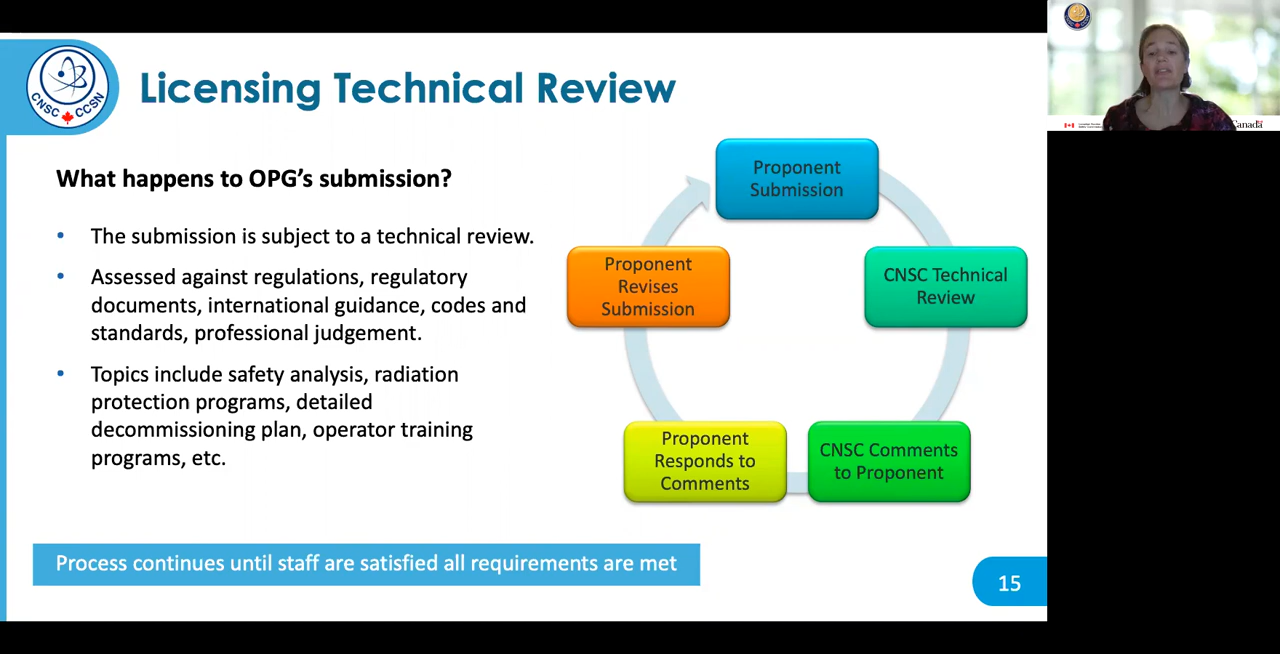 CNSC CCSN
Licensing Technical Review
What happens to OPG's submission?
• The submission is subject to a technical review.
• Assessed against regulations, regulatory
documents, international guidance, codes and
standards, professional judgement.
• Topics include safety analysis, radiation
protection programs, detailed
decommissioning plan, operator training
programs, etc.
Proponent
Submission
CNSC Technical
Review
CNSC Comments
to Proponent
Proponent
Responds to
Comments
Proponent
Revises
Submission
Process continues until staff are satisfied all requirements are met
15
Canada